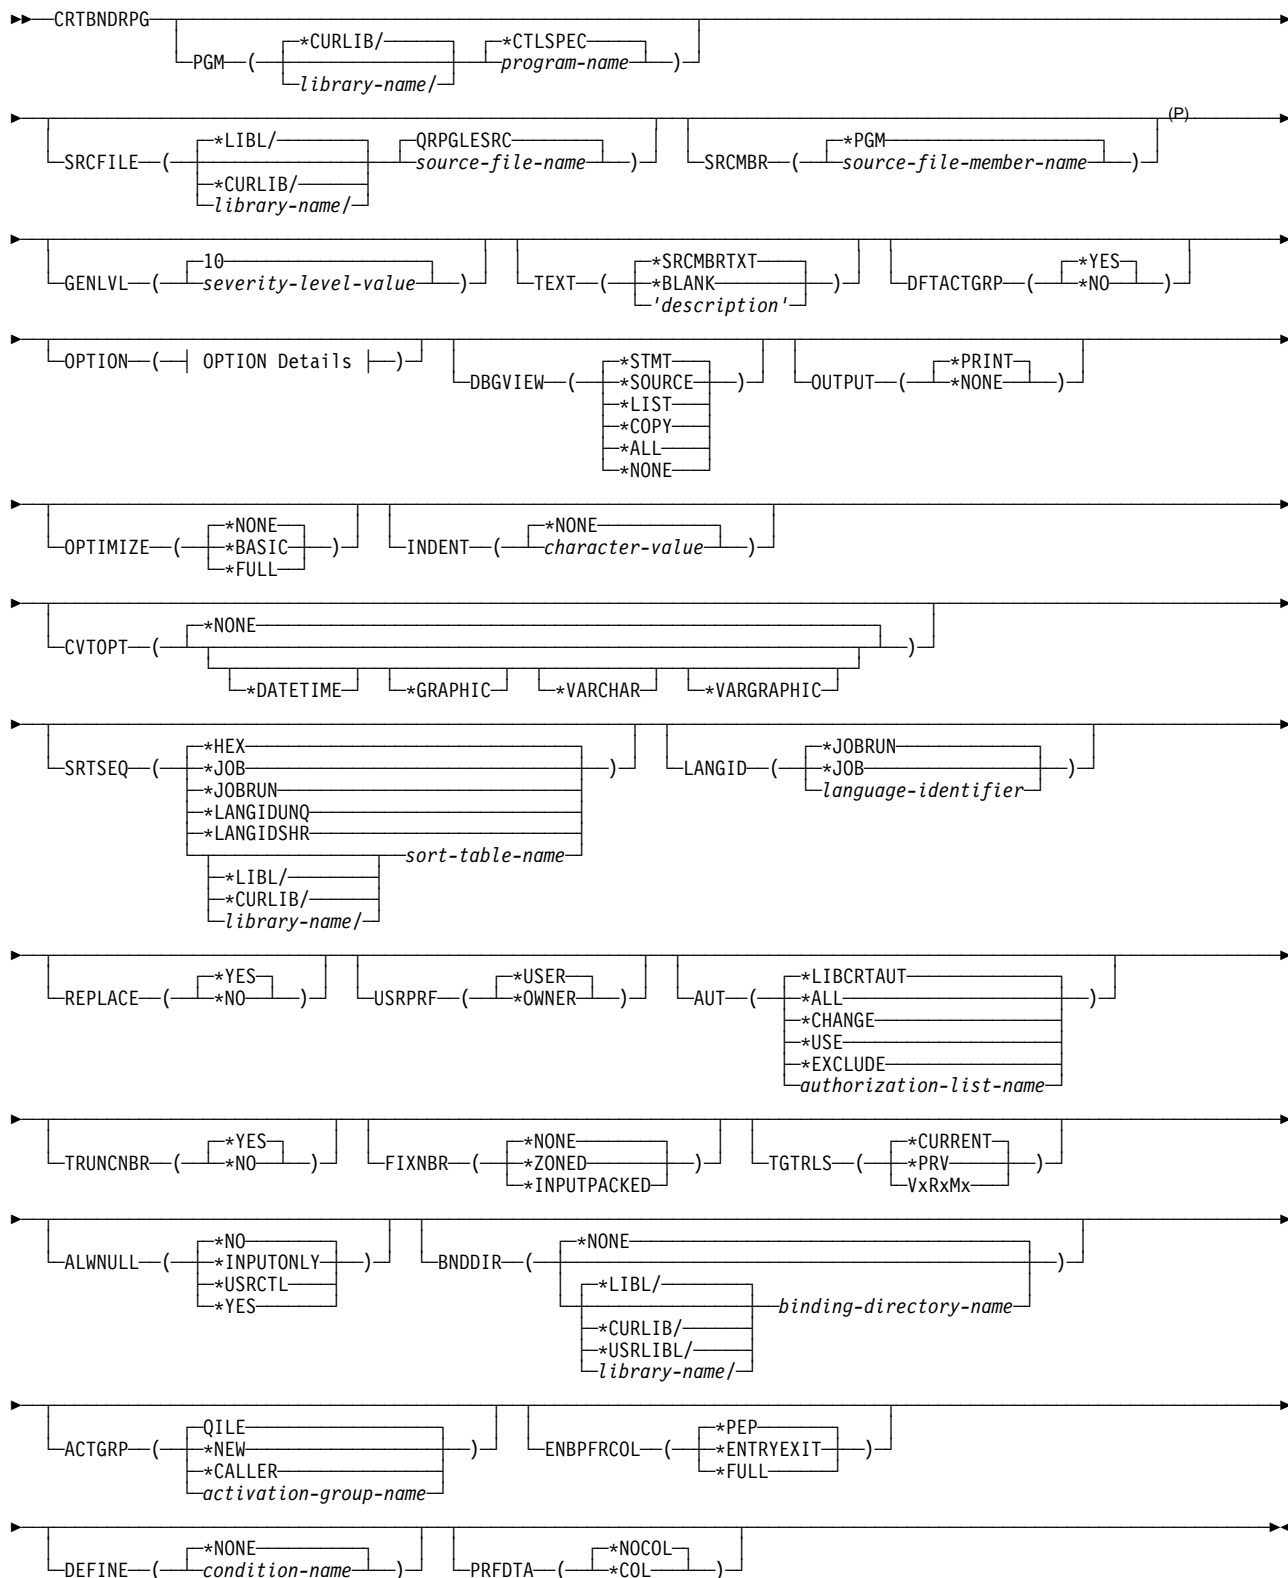 CRTBNDRPG
*CURLIB/ *CTLSPEC
PGM ( program-name )
library-name/
(P)
*LIBL/ QRPGLESRC *PGM
SRCFILE ( source-file-name ) SRCMBR ( source-file-member-name )
*CURLIB/
library-name/
10 *SRCMBRTXT *YES
GENLVL ( severity-level-value ) TEXT ( *BLANK ) DFTACTGRP ( *NO )
'description'
OPTION ( OPTION Details ) *STMT *PRINT
DBGVIEW ( *SOURCE ) OUTPUT ( *NONE )
*LIST
*COPY
*ALL
*NONE
*NONE *NONE
OPTIMIZE ( *BASIC ) INDENT ( character-value )
*FULL
*NONE
CVTOPT ( )
*DATETIME *GRAPHIC *VARCHAR *VARGRAPHIC
*HEX *JOBRUN
SRTSEQ ( *JOB ) LANGID ( *JOB )
*JOBRUN language-identifier
*LANGIDUNQ
*LANGIDSHR
sort-table-name
*LIBL/
*CURLIB/
library-name/
*YES *USER *LIBCRTAUT
REPLACE ( *NO ) USRPRF ( *OWNER ) AUT ( *ALL )
*CHANGE
*USE
*EXCLUDE
authorization-list-name
*YES *NONE *CURRENT
TRUNCNBR ( *NO ) FIXNBR ( *ZONED ) TGTRLS ( *PRV )
*INPUTPACKED VxRxMx
*NO *NONE
ALWNULL ( *INPUTONLY ) BNDDIR ( )
*USRCTL *LIBL/
*YES binding-directory-name
*CURLIB/
*USRLIBL/
library-name/
QILE *PEP
ACTGRP ( *NEW ) ENBPFRCOL ( *ENTRYEXIT )
*CALLER *FULL
activation-group-name
*NONE *NOCOL
DEFINE ( condition-name ) PRFDTA ( *COL )